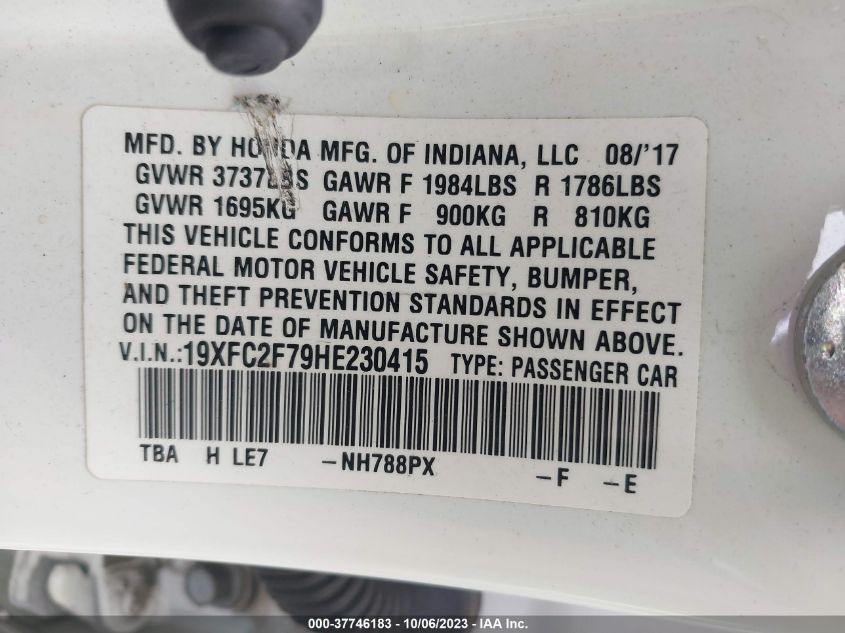 MFD. BY HONDA MFG. OF INDIANA, LLC 08/'17
GVWR 3737LBS GAWR F 1984LBS R 1786LBS
GVWR 1695KG GAWR F 900KG R 810KG
THIS VEHICLE CONFORMS TO ALL APPLICABLE
FEDERAL MOTOR VEHICLE SAFETY, BUMPER,
AND THEFT PREVENTION STANDARDS IN EFFECT
ON THE DATE OF MANUFACTURE SHOWN ABOVE.
V.I.N.:19XFC2F79HE230415 TYPE: PASSENGER CAR
TBA H LE7 -NH788PX -F -E
000-37746183 - 10/06/2023 - IAA Inc.